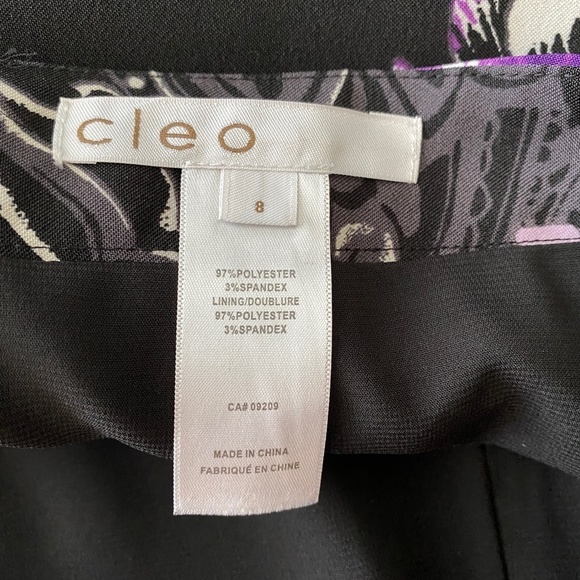 cleo
8
97%POLYESTER
3%SPANDEX
LINING/DOUBLURE
97%POLYESTER
3%SPANDEX
CA# 09209
MADE IN CHINA
FABRIQUÉ EN CHINE